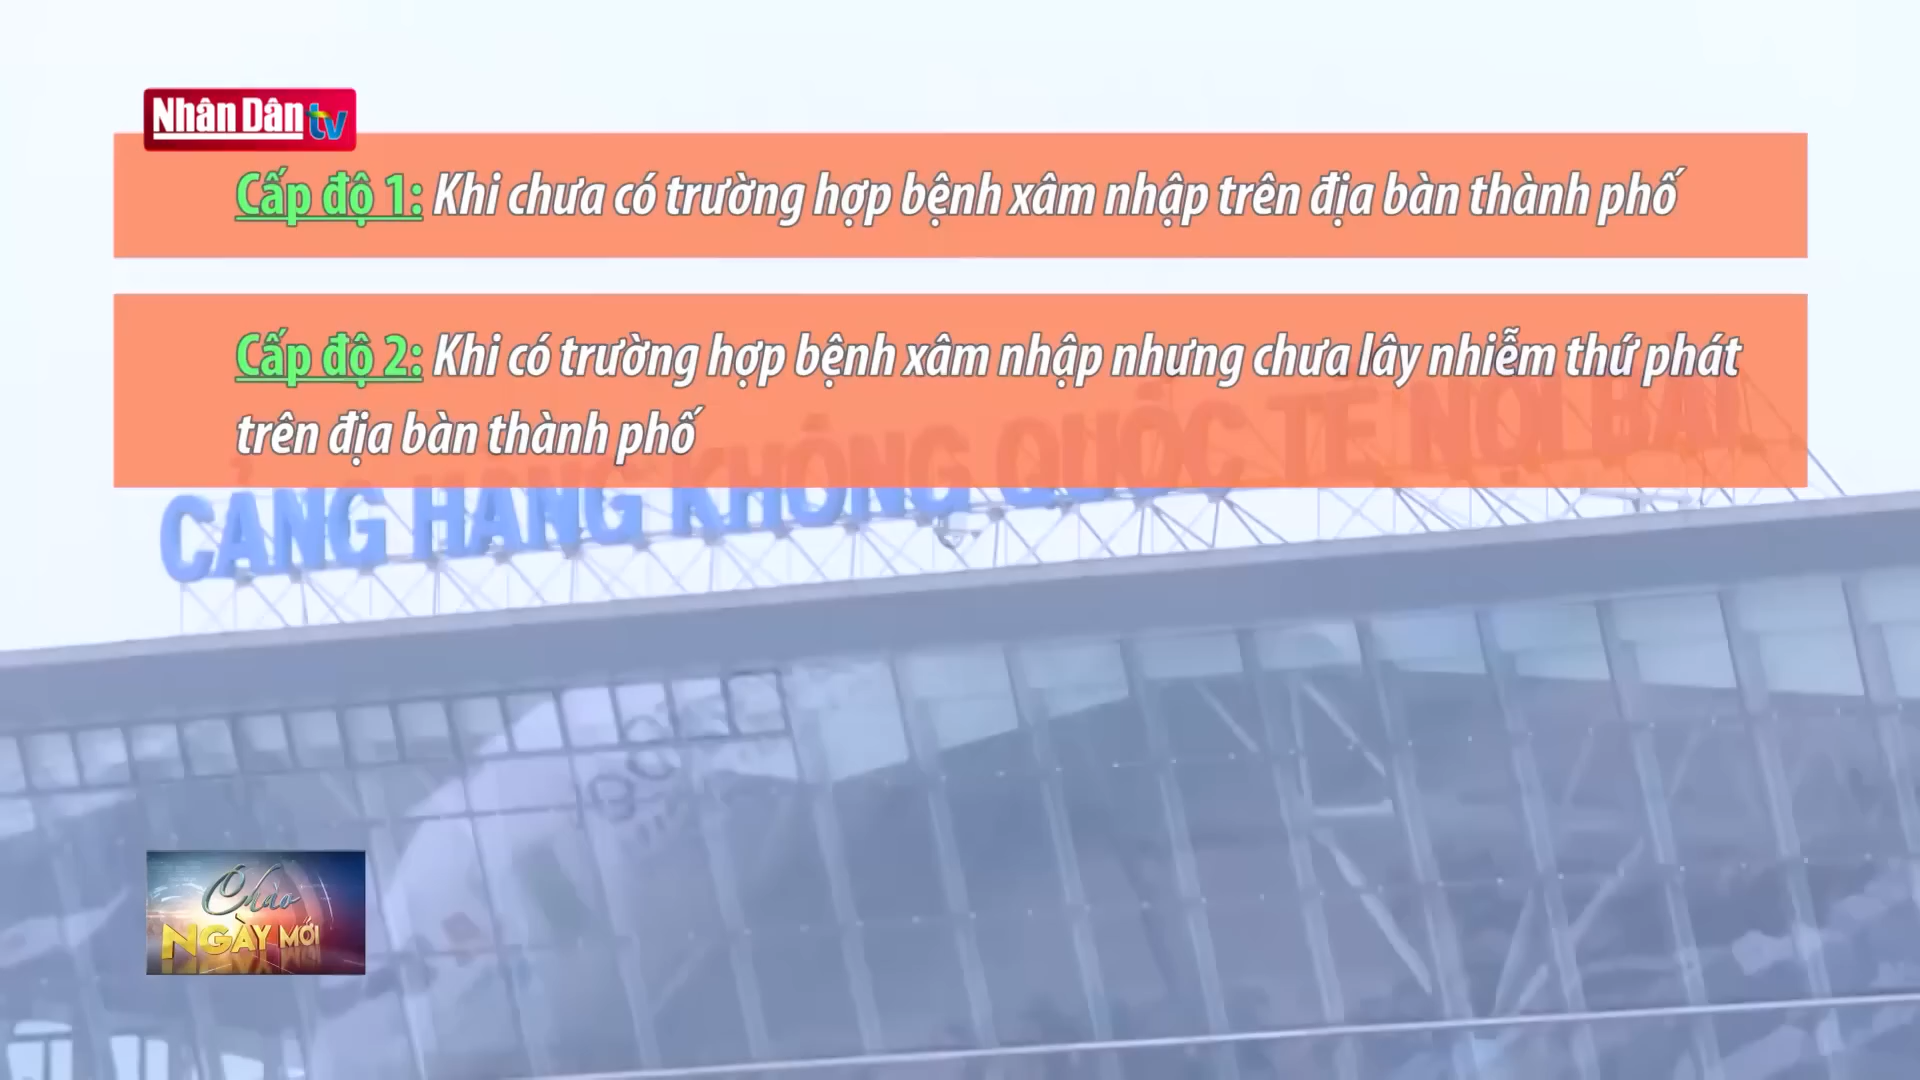 Nhân Dân tv
Cấp độ 1: Khi chưa có trường hợp bệnh xâm nhập trên địa bàn thành phố
Cấp độ 2: Khi có trường hợp bệnh xâm nhập nhưng chưa lây nhiễm thứ phát
trên địa bàn thành phố
CẢNG HÀNG KHÔNG QUỐC TẾ NỘI BÀI
Chào
NGÀY MỚI